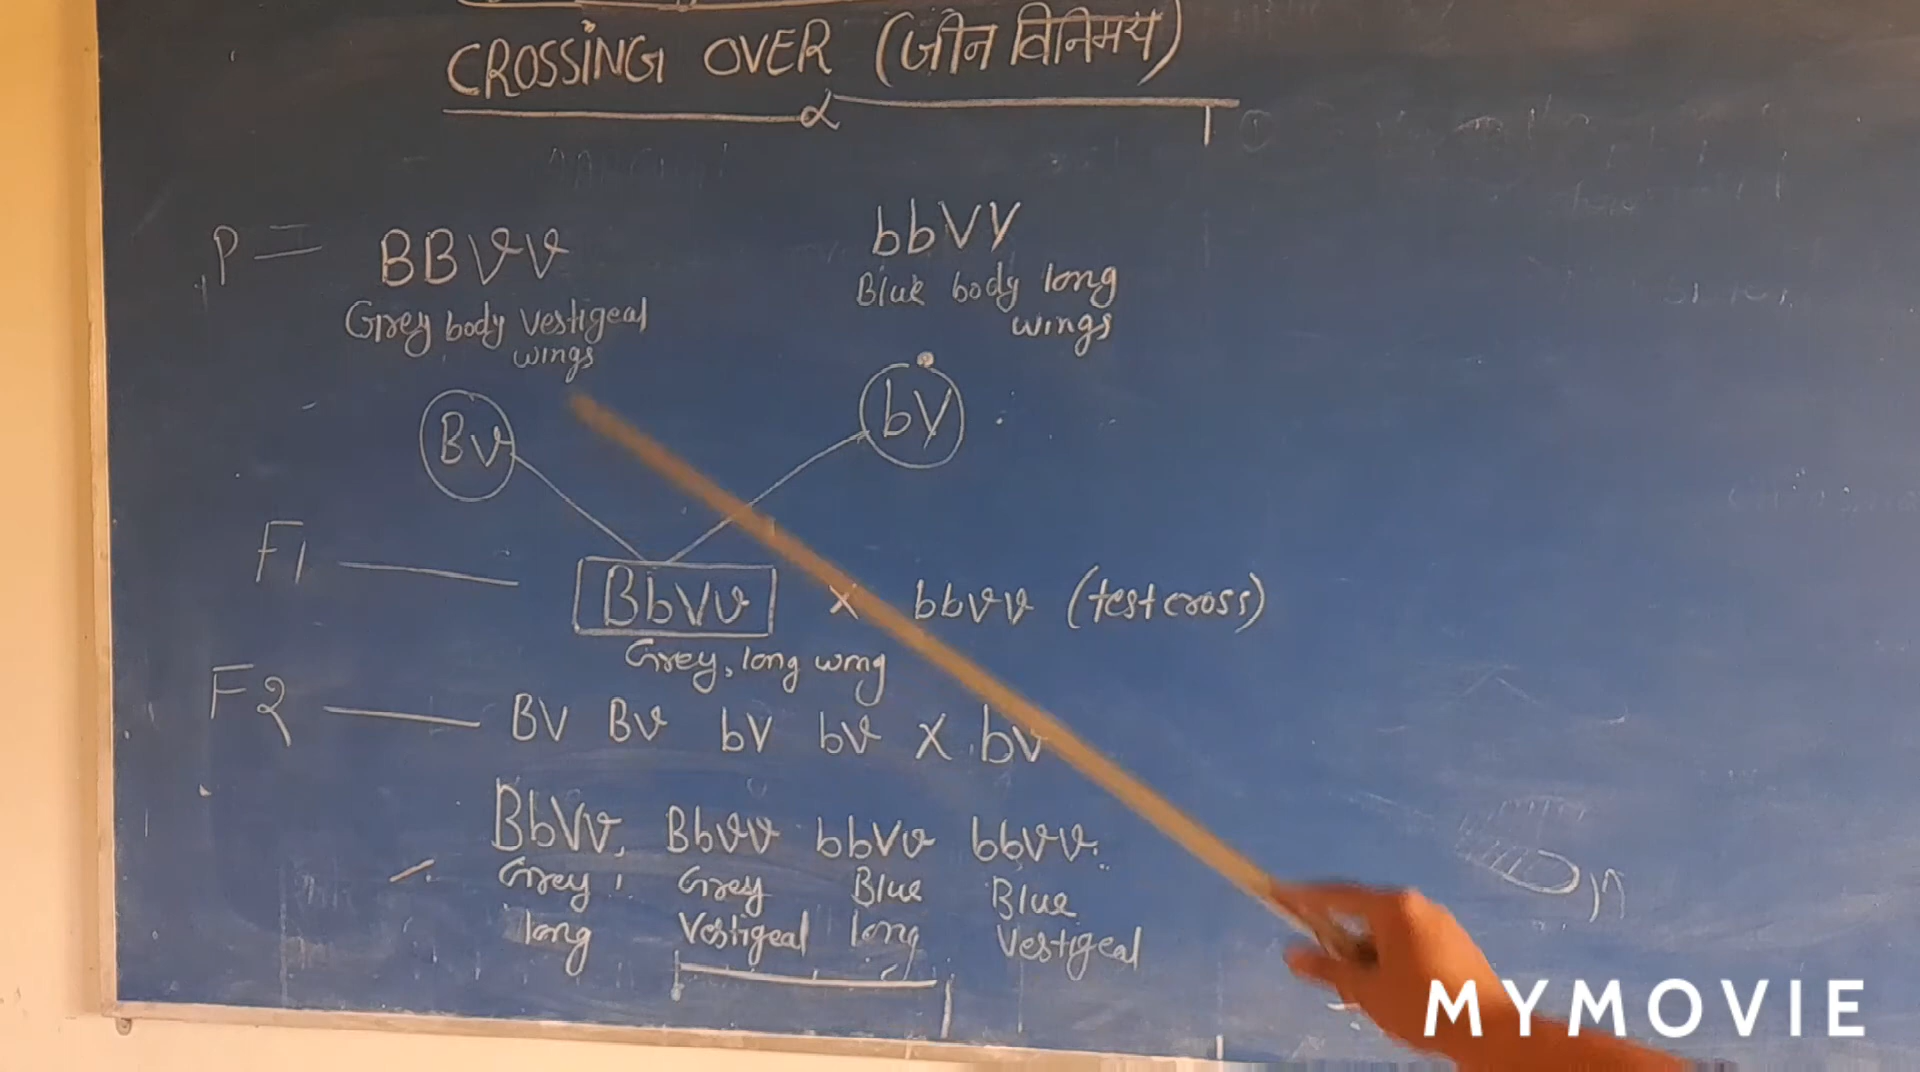 CROSSING OVER (जीन विनिमय)
P = BBvv bbVV
Grey body Vestigeal wings
Blue body long wings
Bv bV
F1 BbVv x bbvv (test cross)
Grey, long wing
F2 BV Bv bV bv X bv
BbVv, Bbvv bbVv bbvv.
Grey, Grey Blue Blue
long Vestigeal long Vestigeal
MYMOVIE